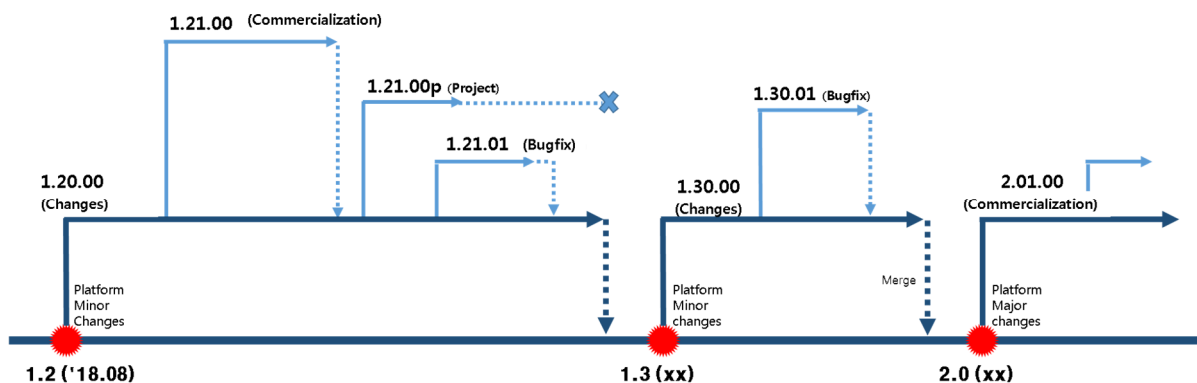 1.21.00 (Commercialization)
1.21.00p (Project)
1.30.01 (Bugfix)
1.21.01 (Bugfix)
1.20.00
(Changes)
1.30.00
(Changes)
2.01.00
(Commercialization)
Platform
Minor
Changes
Platform
Minor
changes
Merge
Platform
Major
changes
1.2 ('18.08)
1.3 (xx)
2.0 (xx)